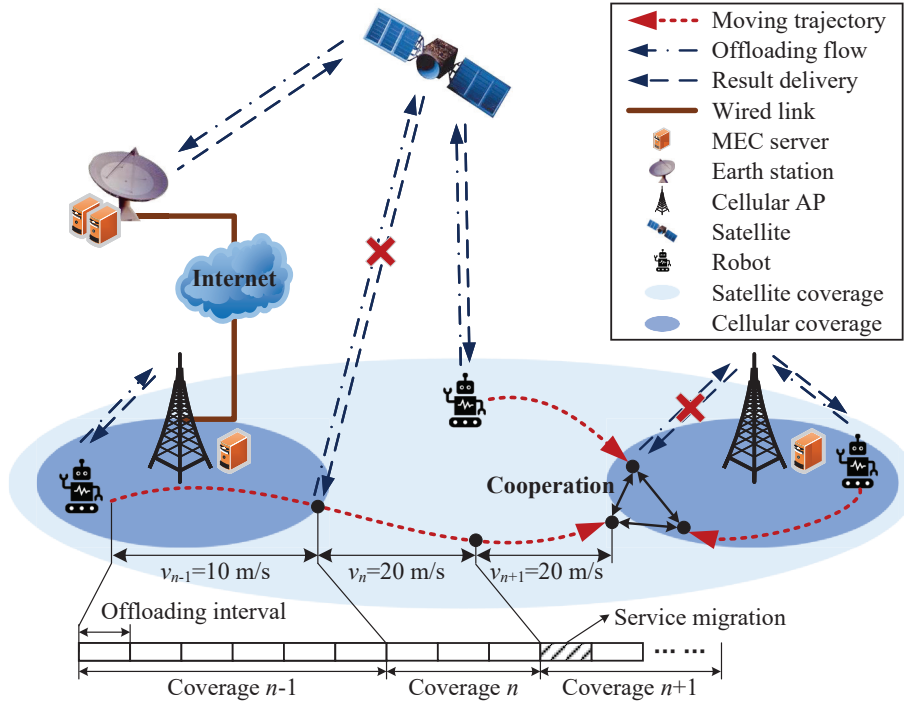 Moving trajectory
Offloading flow
Result delivery
Wired link
MEC server
Earth station
Cellular AP
Satellite
Robot
Satellite coverage
Cellular coverage
Internet
Cooperation
vn-1=10 m/s
vn=20 m/s
vn+1=20 m/s
Offloading interval
Service migration
... ...
Coverage n-1
Coverage n
Coverage n+1